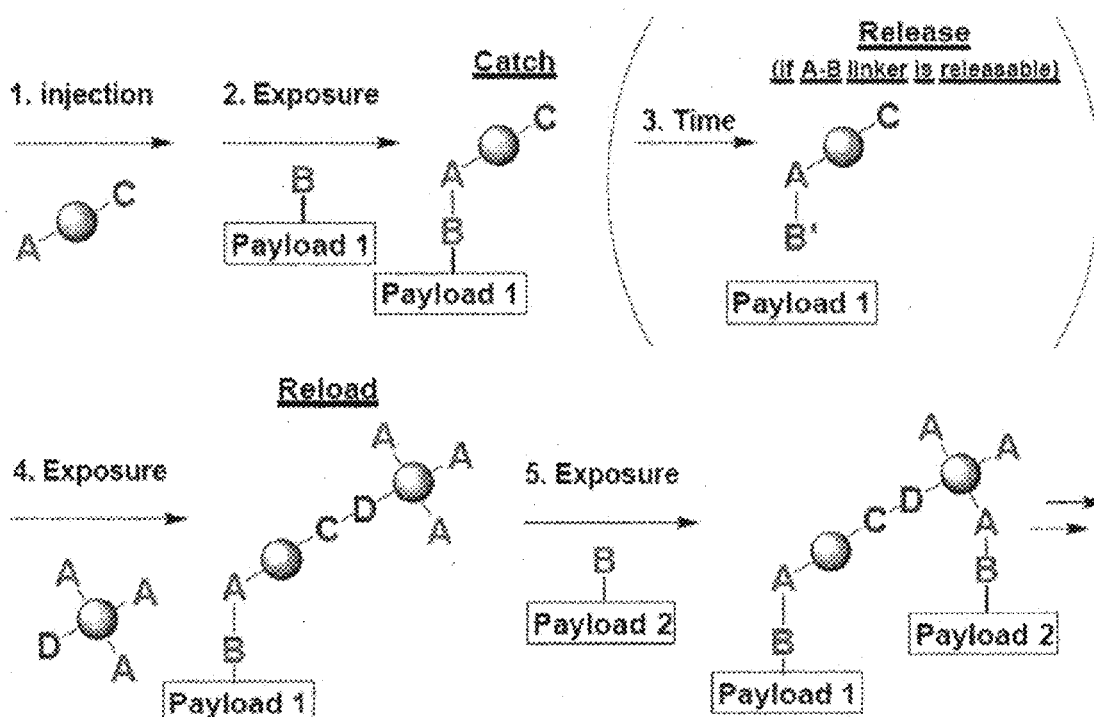 Release
(if A-B linker is releasable)
Catch
1. injection
2. Exposure
3. Time
C
A
B
Payload 1
C
A
B
Payload 1
C
A
B'
Payload 1
Reload
4. Exposure
A
A
D
A
A
A
C
D
A
A
B
Payload 1
5. Exposure
B
Payload 2
A
A
C
D
A
B
Payload 2
A
B
Payload 1